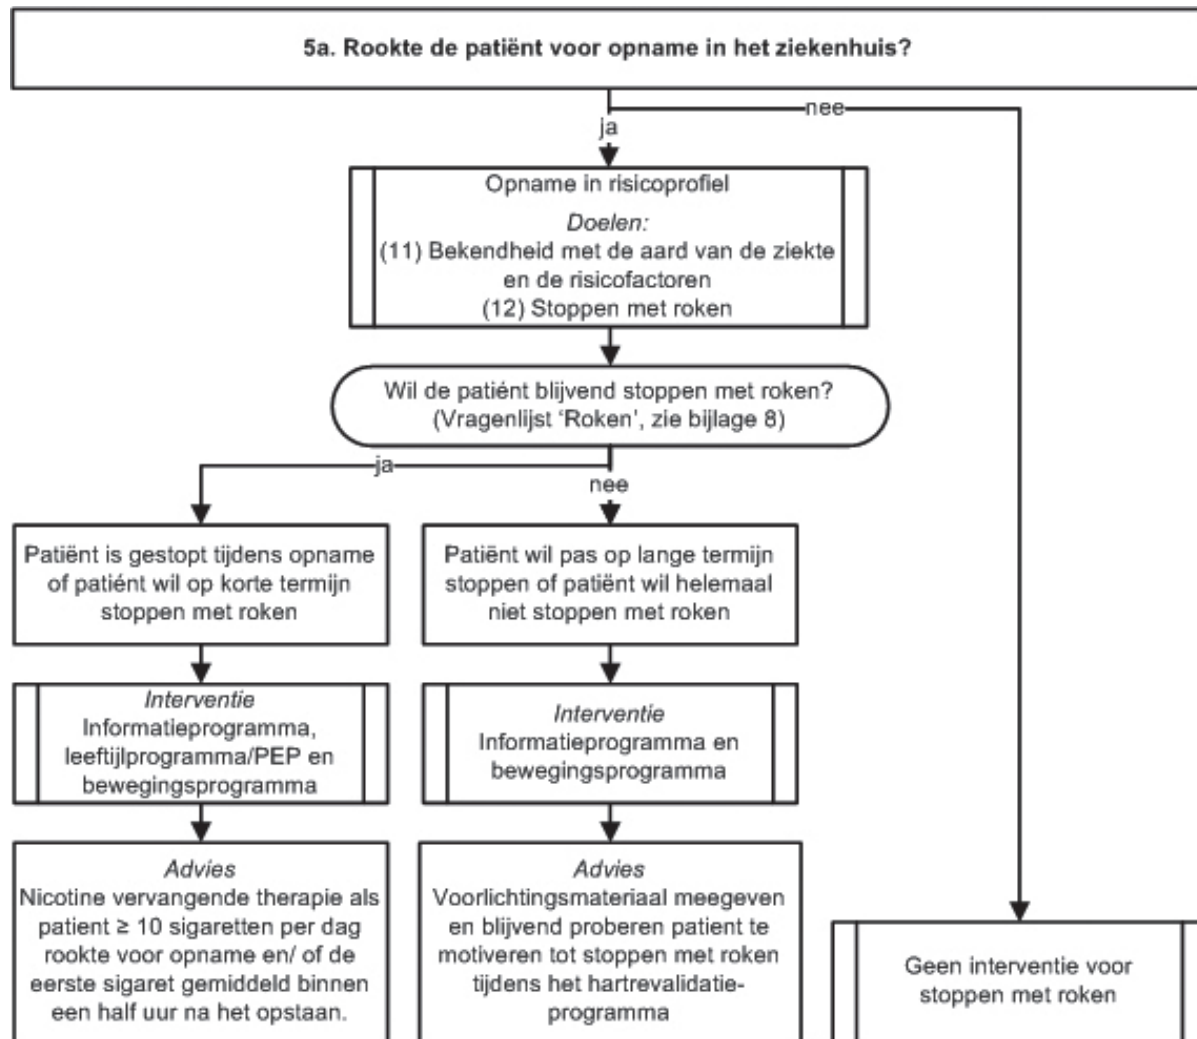 5a. Rookte de patiënt voor opname in het ziekenhuis?
nee
ja
Opname in risicoprofiel
Doelen:
(11) Bekendheid met de aard van de ziekte
en de risicofactoren
(12) Stoppen met roken
Wil de patiént blijvend stoppen met roken?
(Vragenlijst ‘Roken’, zie bijlage 8)
ja
nee
Patiënt is gestopt tijdens opname
of patiént wil op korte termijn
stoppen met roken
Patiënt wil pas op lange termijn
stoppen of patiënt wil helemaal
niet stoppen met roken
Interventie
Informatieprogramma,
leeftijlprogramma/PEP en
bewegingsprogramma
Interventie
Informatieprogramma en
bewegingsprogramma
Advies
Nicotine vervangende therapie als
patient ≥ 10 sigaretten per dag
rookte voor opname en/ of de
eerste sigaret gemiddeld binnen
een half uur na het opstaan.
Advies
Voorlichtingsmateriaal meegeven
en blijvend proberen patient te
motiveren tot stoppen met roken
tijdens het hartrevalidatie-
programma
Geen interventie voor
stoppen met roken